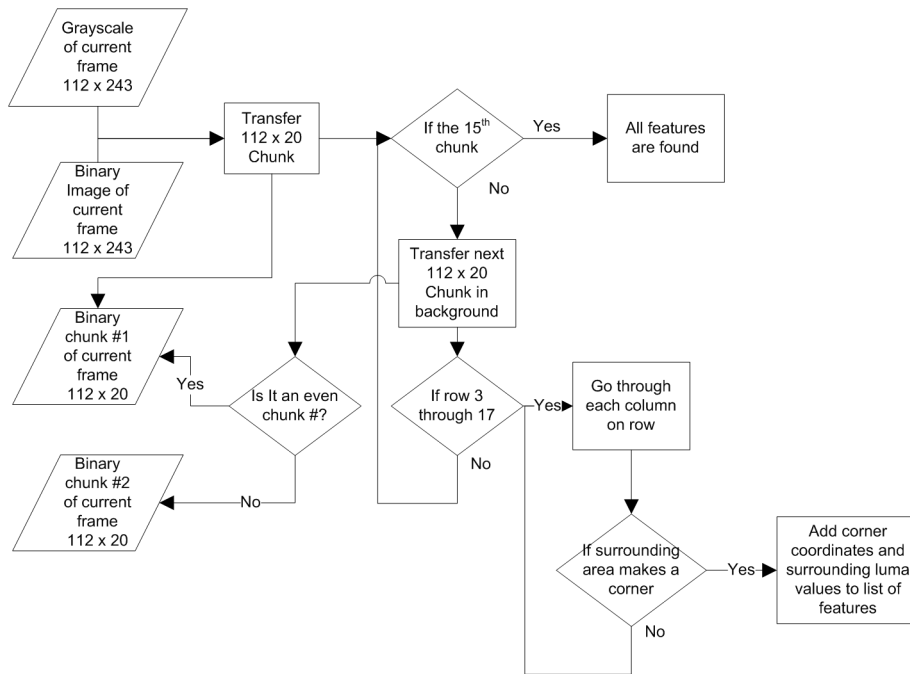 Grayscale
of current
frame
112 x 243
Binary
Image of
current
frame
112 x 243
Transfer
112 x 20
Chunk
If the 15th
chunk
Yes
All features
are found
No
Transfer next
112 x 20
Chunk in
background
Binary
chunk #1
of current
frame
112 x 20
Yes
Is It an even
chunk #?
No
Binary
chunk #2
of current
frame
112 x 20
If row 3
through 17
Yes
No
Go through
each column
on row
If surrounding
area makes a
corner
Yes
No
Add corner
coordinates and
surrounding luma
values to list of
features